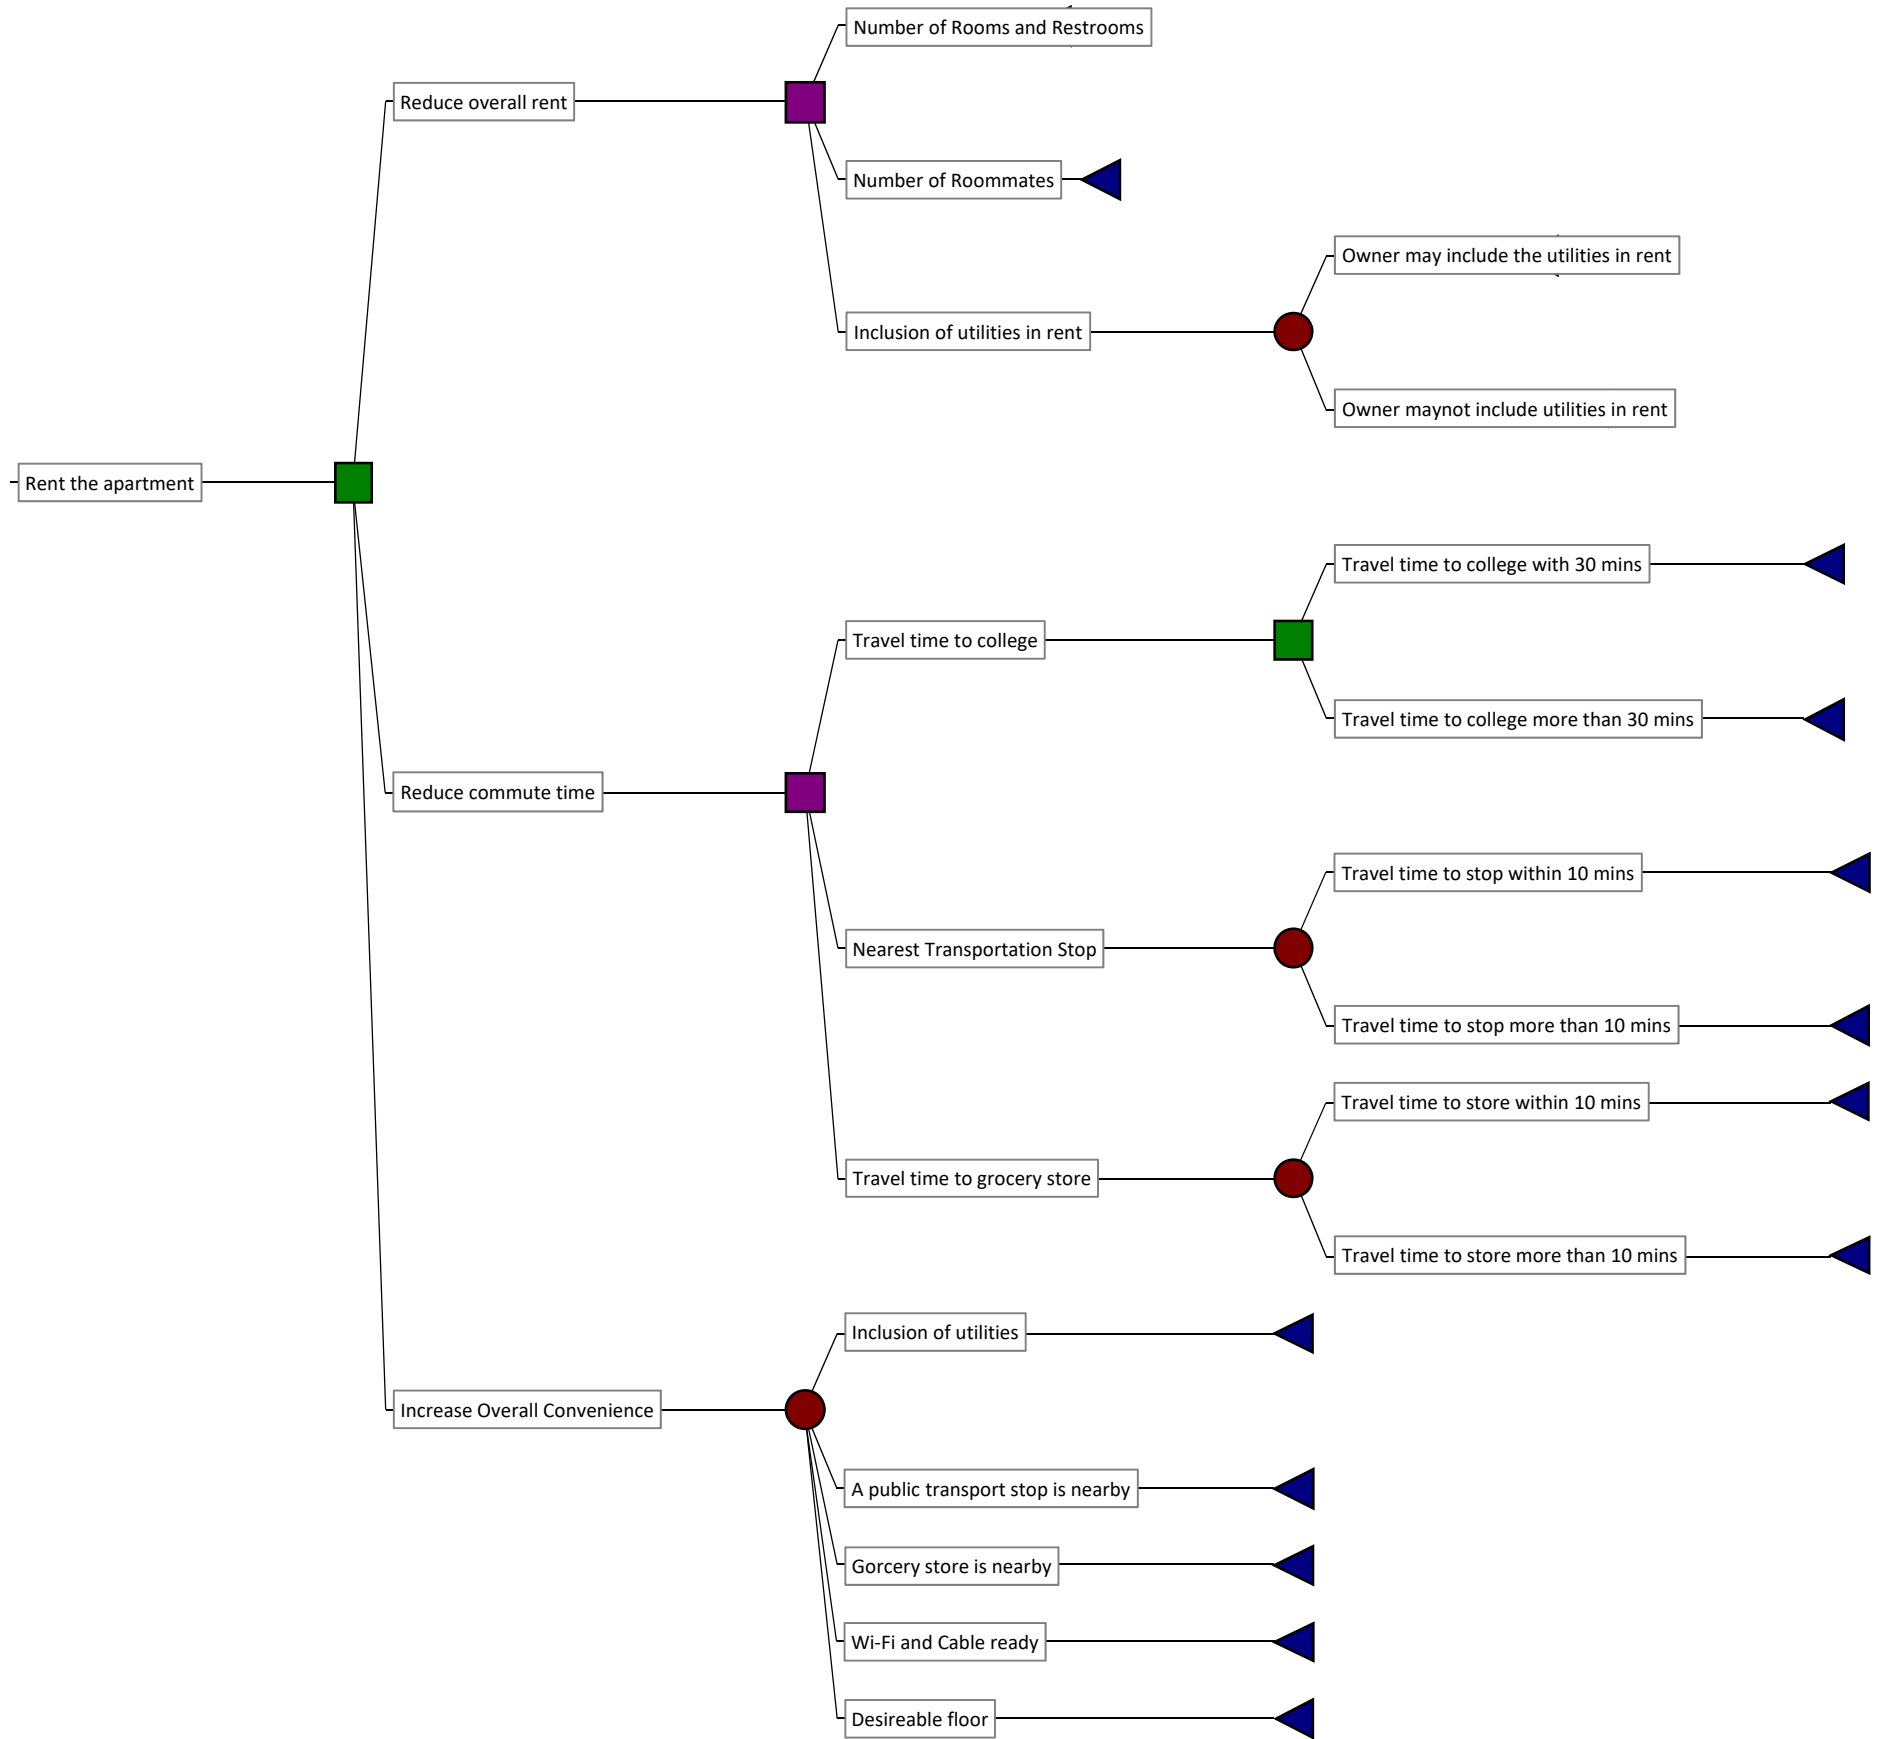 Number of Rooms and Restrooms
Reduce overall rent
Number of Roommates
Owner may include the utilities in rent
Inclusion of utilities in rent
Owner maynot include utilities in rent
Rent the apartment
Travel time to college with 30 mins
Travel time to college
Travel time to college more than 30 mins
Reduce commute time
Travel time to stop within 10 mins
Nearest Transportation Stop
Travel time to stop more than 10 mins
Travel time to store within 10 mins
Travel time to grocery store
Travel time to store more than 10 mins
Inclusion of utilities
Increase Overall Convenience
A public transport stop is nearby
Gorcery store is nearby
Wi-Fi and Cable ready
Desireable floor